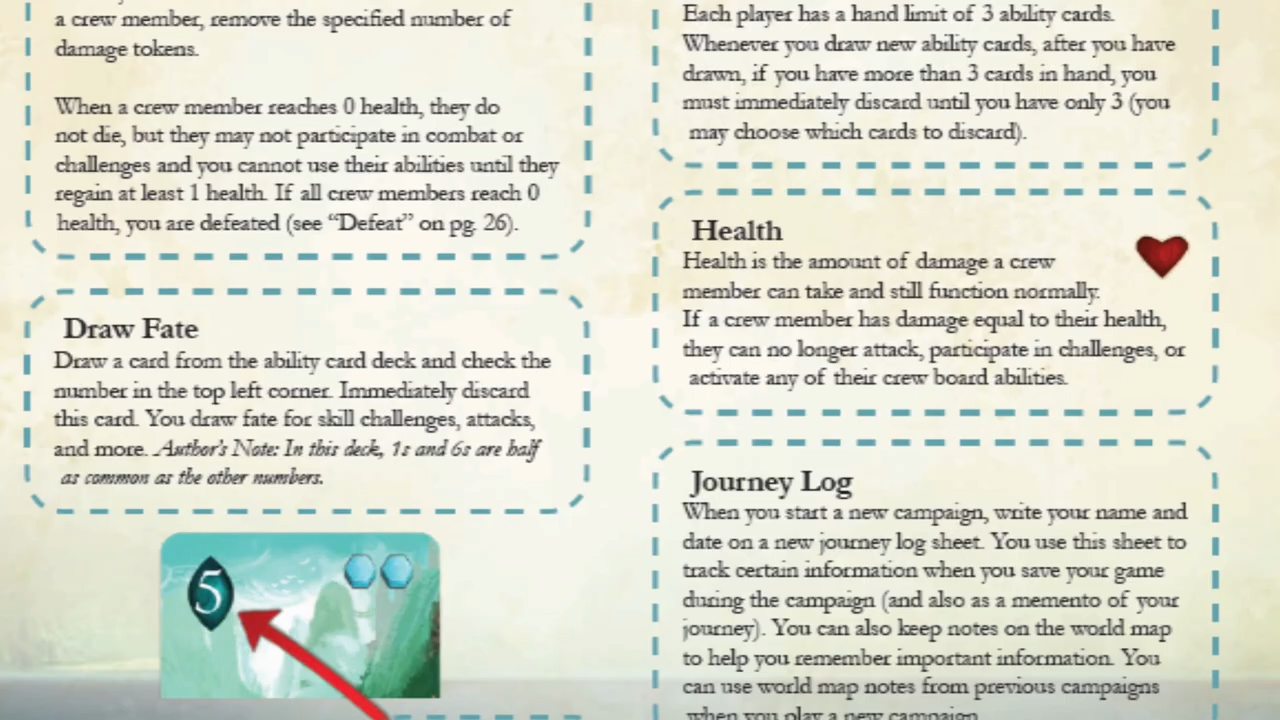 a crew member, remove the specified number of
damage tokens.
When a crew member reaches 0 health, they do
not die, but they may not participate in combat or
challenges and you cannot use their abilities until they
regain at least 1 health. If all crew members reach 0
health, you are defeated (see “Defeat” on pg. 26).
Draw Fate
Draw a card from the ability card deck and check the
number in the top left corner. Immediately discard
this card. You draw fate for skill challenges, attacks,
and more. Author's Note: In this deck, 1s and 6s are half
as common as the other numbers.
5
Each player has a hand limit of 3 ability cards.
Whenever you draw new ability cards, after you have
drawn, if you have more than 3 cards in hand, you
must immediately discard until you have only 3 (you
may choose which cards to discard).
Health
Health is the amount of damage a crew
member can take and still function normally.
If a crew member has damage equal to their health,
they can no longer attack, participate in challenges, or
activate any of their crew board abilities.
Journey Log
When you start a new campaign, write your name and
date on a new journey log sheet. You use this sheet to
track certain information when you save your game
during the campaign (and also as a memento of your
journey). You can also keep notes on the world map
to help you remember important information. You
can use world map notes from previous campaigns
when you play a new campaign.